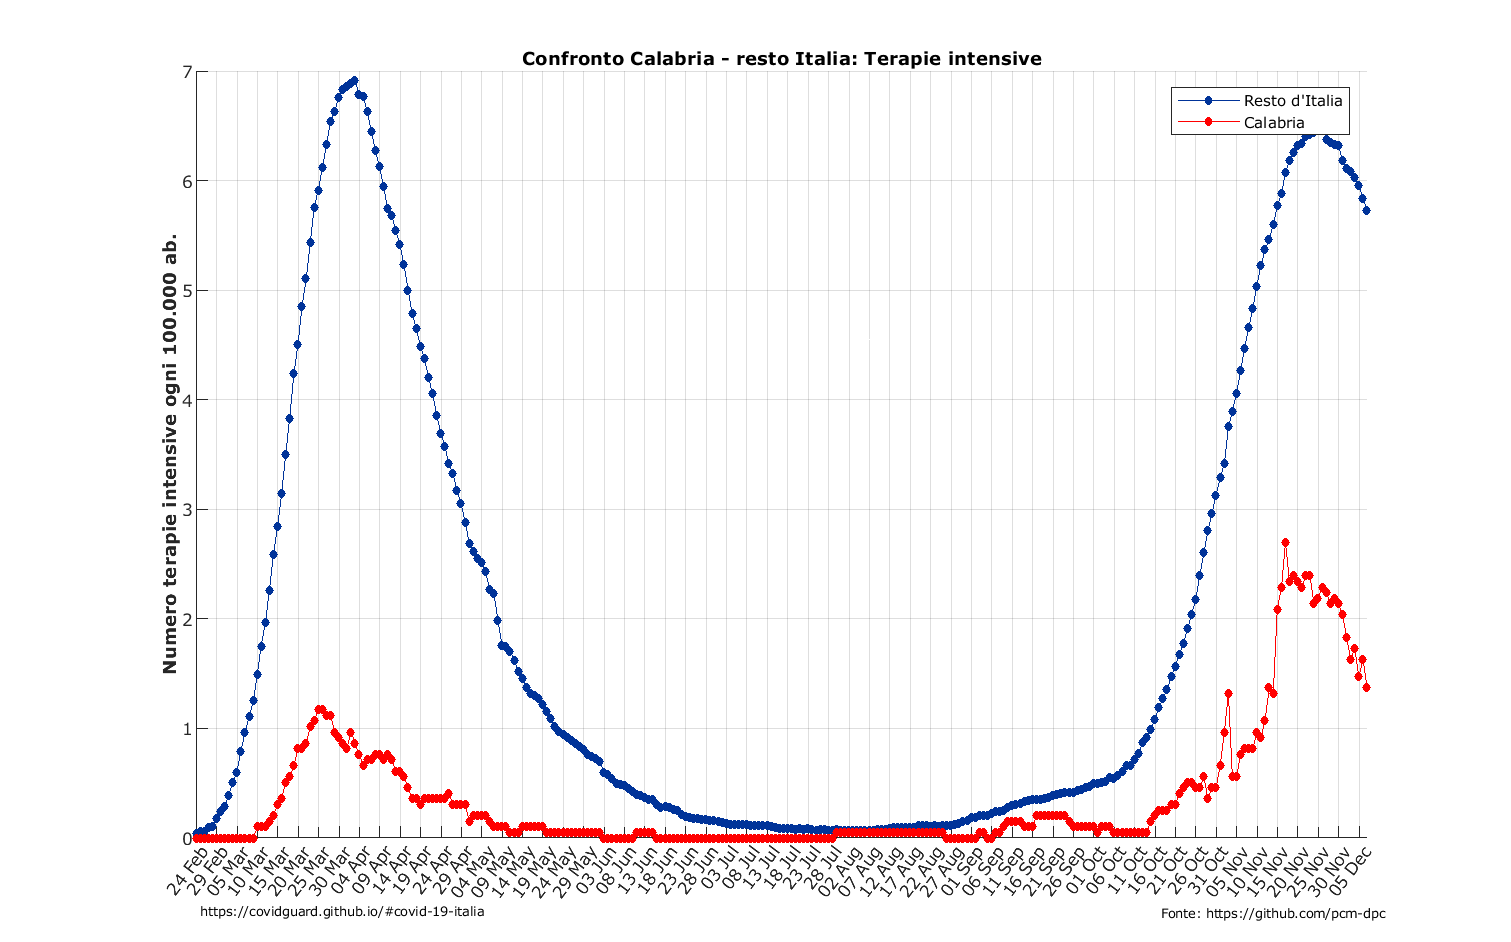 Confronto Calabria - resto Italia: Terapie intensive
Resto d'Italia
Calabria
Numero terapie intensive ogni 100.000 ab.
7
6
5
4
3
2
1
0
24 Feb
29 Feb
05 Mar
10 Mar
15 Mar
20 Mar
25 Mar
30 Mar
04 Apr
09 Apr
14 Apr
19 Apr
24 Apr
29 Apr
04 May
09 May
14 May
19 May
24 May
29 May
03 Jun
08 Jun
13 Jun
18 Jun
23 Jun
28 Jun
03 Jul
08 Jul
13 Jul
18 Jul
23 Jul
28 Jul
02 Aug
07 Aug
12 Aug
17 Aug
22 Aug
27 Aug
01 Sep
06 Sep
11 Sep
16 Sep
21 Sep
26 Sep
01 Oct
06 Oct
11 Oct
16 Oct
21 Oct
26 Oct
31 Oct
05 Nov
10 Nov
15 Nov
20 Nov
25 Nov
30 Nov
05 Dec
https://covidguard.github.io/#covid-19-italia
Fonte: https://github.com/pcm-dpc